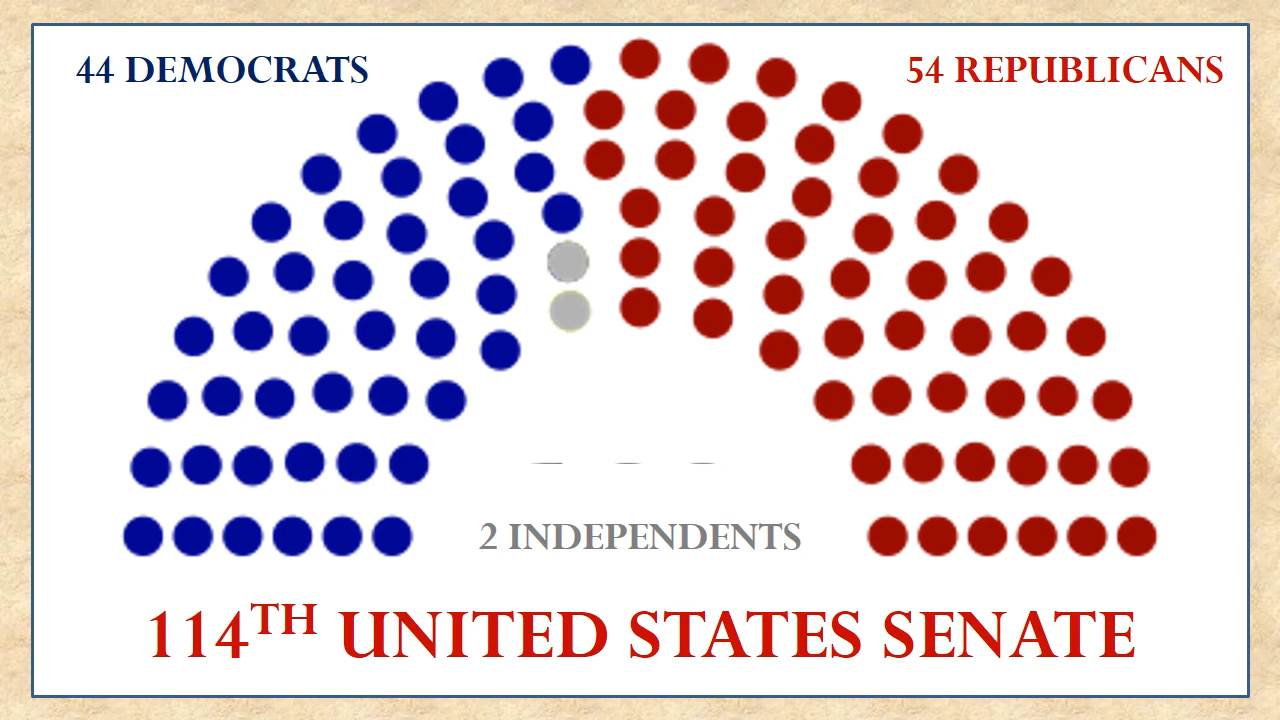 44 DEMOCRATS
54 REPUBLICANS
2 INDEPENDENTS
114TH UNITED STATES SENATE